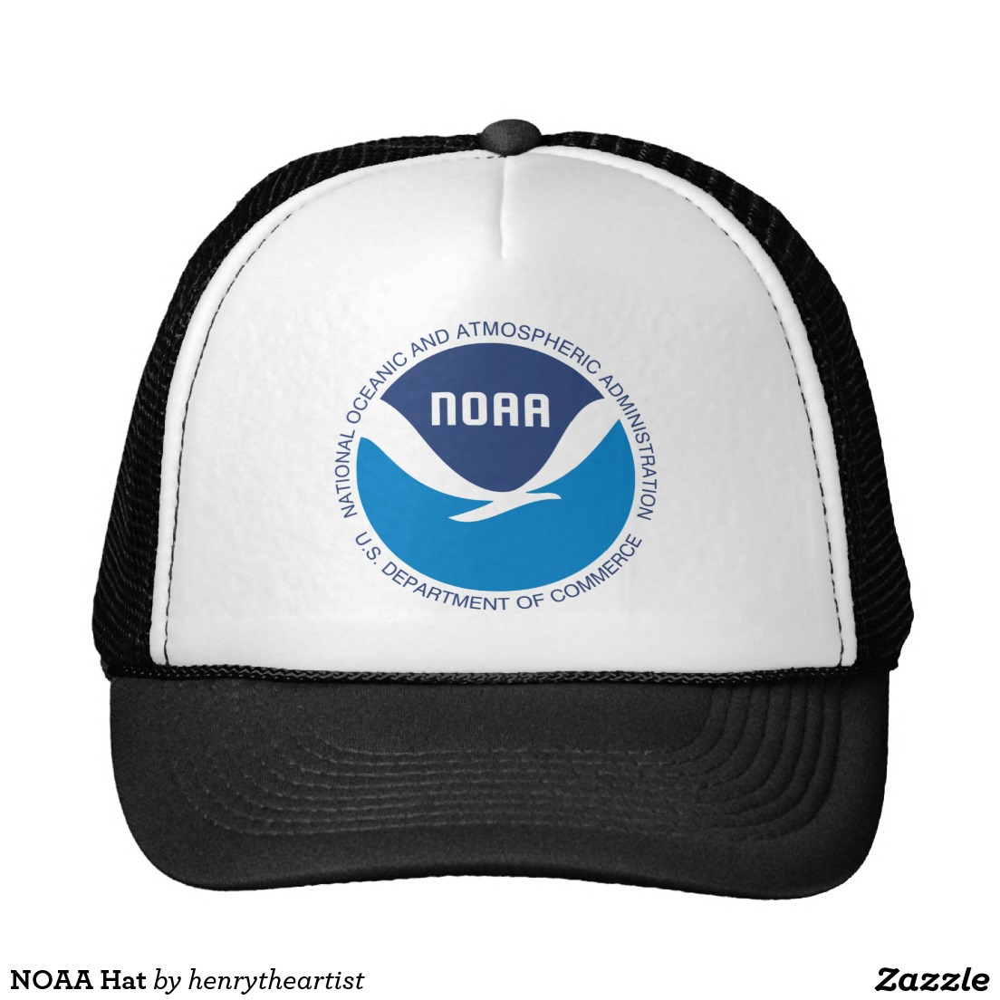 NATIONAL OCEANIC AND ATMOSPHERIC ADMINISTRATION
NOAA
U.S. DEPARTMENT OF COMMERCE
NOAA Hat by henrytheartist
Zazzle